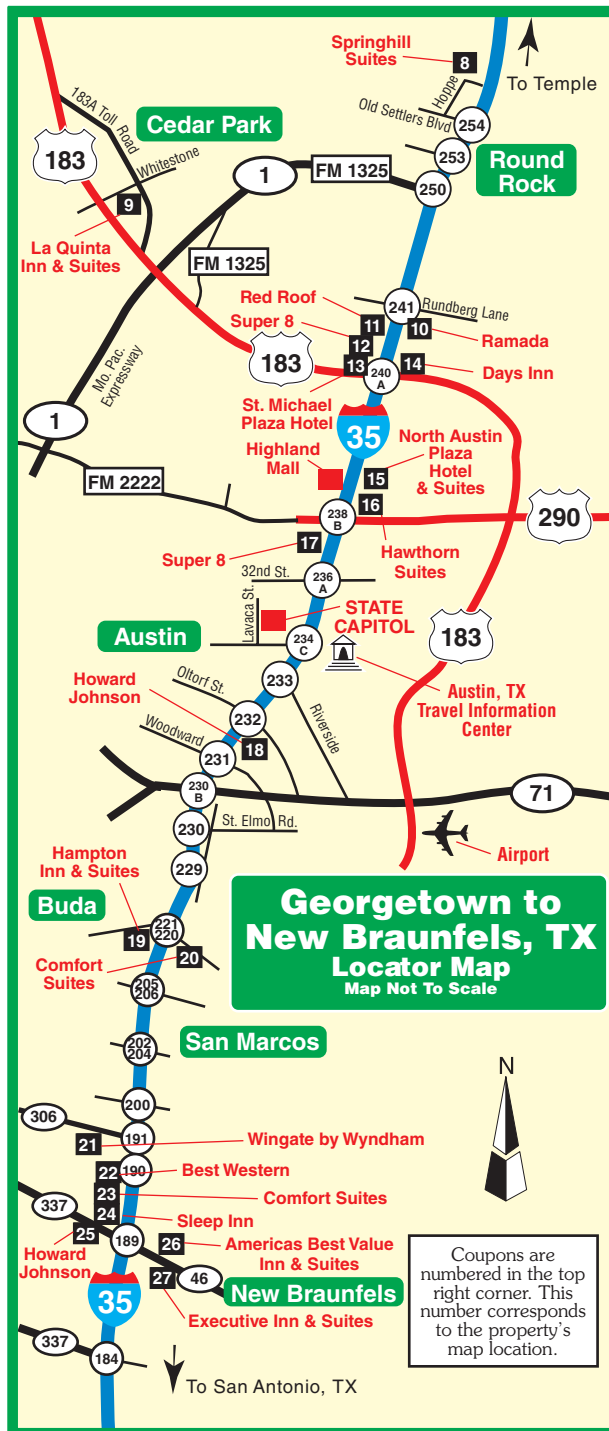 Springhill
Suites
8
To Temple
Hoppe
Old Settlers Blvd
254
253
Round
Rock
183A Toll Road
Cedar Park
183
Whitestone
9
La Quinta
Inn & Suites
1
FM 1325
250
FM 1325
Red Roof
11
241
Rundberg Lane
10
Ramada
Super 8
12
183
13
240
A
14
Days Inn
St. Michael
Plaza Hotel
Mo. Pac.
Expressway
1
35
Highland
Mall
North Austin
Plaza
Hotel
& Suites
15
FM 2222
16
238
B
290
Hawthorn
Suites
17
Super 8
32nd St.
236
A
Lavaca St.
STATE
CAPITOL
183
Austin
234
C
Austin, TX
Travel Information
Center
233
Howard
Johnson
Oltorf St.
232
Riverside
18
Woodward
231
230
B
71
230
St. Elmo Rd.
Airport
Hampton
Inn & Suites
229
Buda
221
220
19
20
Comfort
Suites
Georgetown to
New Braunfels, TX
Locator Map
Map Not To Scale
205
206
202
204
San Marcos
N
200
306
191
21
Wingate by Wyndham
22
190
Best Western
23
Comfort Suites
337
24
Sleep Inn
25
189
26
Howard
Johnson
Americas Best Value
Inn & Suites
46
New Braunfels
35
27
Executive Inn & Suites
Coupons are
numbered in the top
right corner. This
number corresponds
to the property's
map location.
337
184
To San Antonio, TX